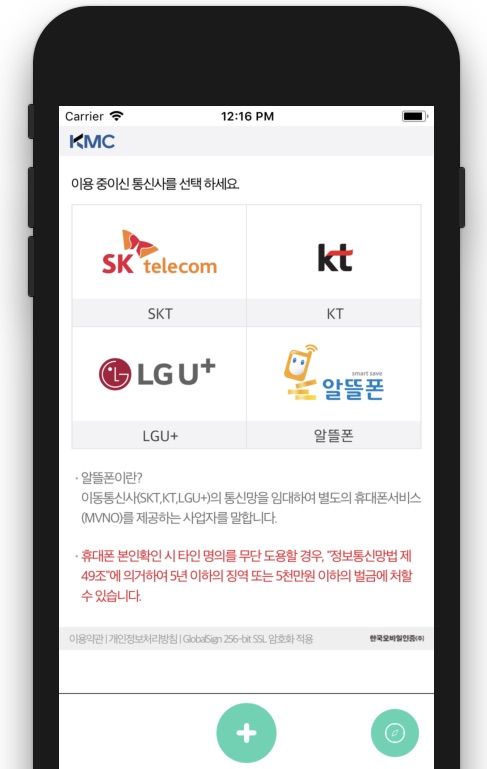 Carrier 12:16 PM
KMC
이용 중이신 통신사를 선택 하세요.
SK telecom
kt
SKT
KT
LG U+
smart save
알뜰폰
LGU+
알뜰폰
· 알뜰폰이란?
이동통신사(SKT,KT,LGU+)의 통신망을 임대하여 별도의 휴대폰서비스
(MVNO)를 제공하는 사업자를 말합니다.
· 휴대폰 본인확인 시 타인 명의를 무단 도용할 경우, "정보통신망법 제
49조"에 의거하여 5년 이하의 징역 또는 5천만원 이하의 벌금에 처할
수 있습니다.
이용약관 | 개인정보처리방침 | GlobalSign 256-bit SSL 암호화 적용 한국모바일인증(주)